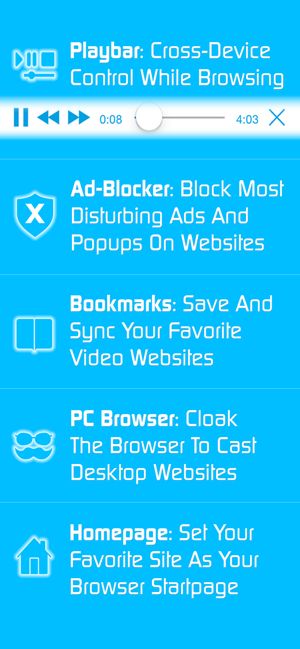 Playbar: Cross-Device
Control While Browsing
0:08 4:03
Ad-Blocker: Block Most
Disturbing Ads And
Popups On Websites
Bookmarks: Save And
Sync Your Favorite
Video Websites
PC Browser: Cloak
The Browser To Cast
Desktop Websites
Homepage: Set Your
Favorite Site As Your
Browser Startpage